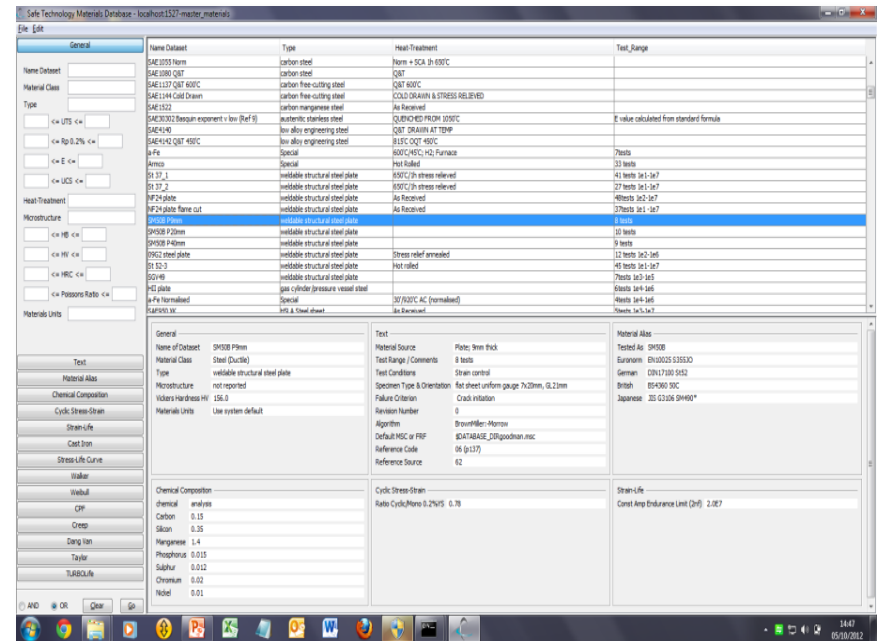 Safe Technology Materials Database - localhost:1527-master_materials
File Edit
General
Name Dataset
Material Class
Type
<= UTS <=
<= Rp 0.2% <=
<= E <=
<= UCS <=
Heat-Treatment
Microstructure
<= HB <=
<= HV <=
<= HRC <=
<= Poissons Ratio <=
Materials Units
Text
Material Alias
Chemical Composition
Cyclic Stress-Strain
Strain-Life
Cast Iron
Stress-Life Curve
Walker
Weibull
CPF
Creep
Dang Van
Taylor
TURBOLife
AND OR Clear Go
Name Dataset Type Heat-Treatment Test_Range
SAE1055 Norm carbon steel Norm + SCA 1h 650'C
SAE1080 Q&T carbon steel Q&T
SAE1137 Q&T 600'C carbon free-cutting steel Q&T 600'C
SAE1144 Cold Drawn carbon free-cutting steel COLD DRAWN & STRESS RELIEVED
SAE1522 carbon manganese steel As Received
SAE30302 Basquin exponent v low (Ref 9) austenitic stainless steel QUENCHED FROM 1050'C E value calculated from standard formula
SAE4140 low alloy engineering steel Q&T DRAWN AT TEMP
SAE4142 Q&T 450'C low alloy engineering steel 815'C OQT 450'C
a-Fe Special 600'C/45'C; H2; Furnace 7tests
Armco Special Hot Rolled 33 tests
St 37_1 weldable structural steel plate 650'C/1h stress relieved 41 tests 1e1-1e7
St 37_2 weldable structural steel plate 650'C/1h stress relieved 27 tests 1e1-1e7
NF24 plate weldable structural steel plate As Received 48tests 1e2-1e7
NF24 plate flame cut weldable structural steel plate As Received 37tests 1e1 -1e7
SM50B P9mm weldable structural steel plate 8 tests
SM50B P20mm weldable structural steel plate 10 tests
SM50B P40mm weldable structural steel plate 9 tests
09G2 steel plate weldable structural steel plate Stress relief annealed 12 tests 1e2-1e6
St 52-3 weldable structural steel plate Hot rolled 45 tests 1e1-1e7
SGV49 weldable structural steel plate 7tests 1e3-1e5
HII plate gas cylinder/pressure vessel steel 6tests 1e4-1e6
a-Fe Normalised Special 30'/920'C AC (normalised) 4tests 1e4-1e6
SAE950 X HSLA Steel sheet As Received 5tests 1e3-1e7
General
Name of Dataset SM50B P9mm
Material Class Steel (Ductile)
Type weldable structural steel plate
Microstructure not reported
Vickers Hardness HV 156.0
Materials Units Use system default
Text
Material Source Plate; 9mm thick
Test Range / Comments 8 tests
Test Conditions Strain control
Specimen Type & Orientation flat sheet uniform gauge 7x20mm, GL21mm
Failure Criterion Crack initiation
Revision Number 0
Algorithm BrownMiller:-Morrow
Default MSC or FRF $DATABASE_DIRgoodman.msc
Reference Code 06 (p137)
Reference Source 62
Material Alias
Tested As SM50B
Euronorm EN10025 S355JO
German DIN17100 St52
British BS4360 50C
Japanese JIS G3106 SM490*
Chemical Composition
chemical analysis
Carbon 0.15
Silicon 0.35
Manganese 1.4
Phosphorus 0.015
Sulphur 0.012
Chromium 0.02
Nickel 0.01
Cyclic Stress-Strain
Ratio Cyclic/Mono 0.2%YS 0.78
Strain-Life
Const Amp Endurance Limit (2nf) 2.0E7
14:47
05/10/2012